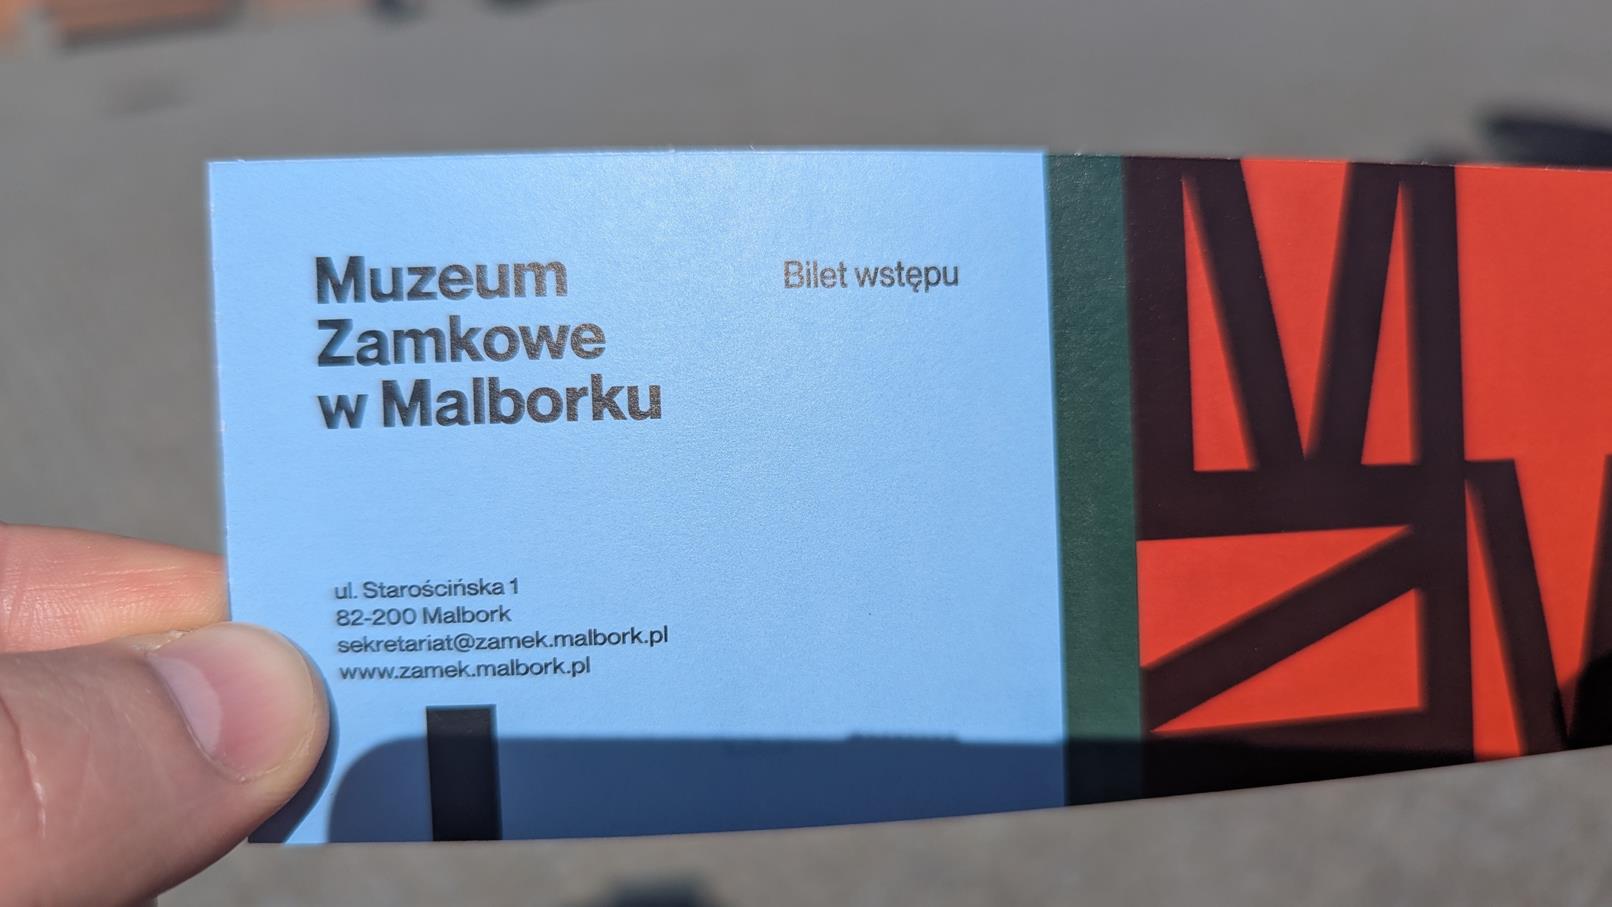 Muzeum
Zamkowe
w Malborku
Bilet wstępu
ul. Starościńska 1
82-200 Malbork
sekretariat@zamek.malbork.pl
www.zamek.malbork.pl